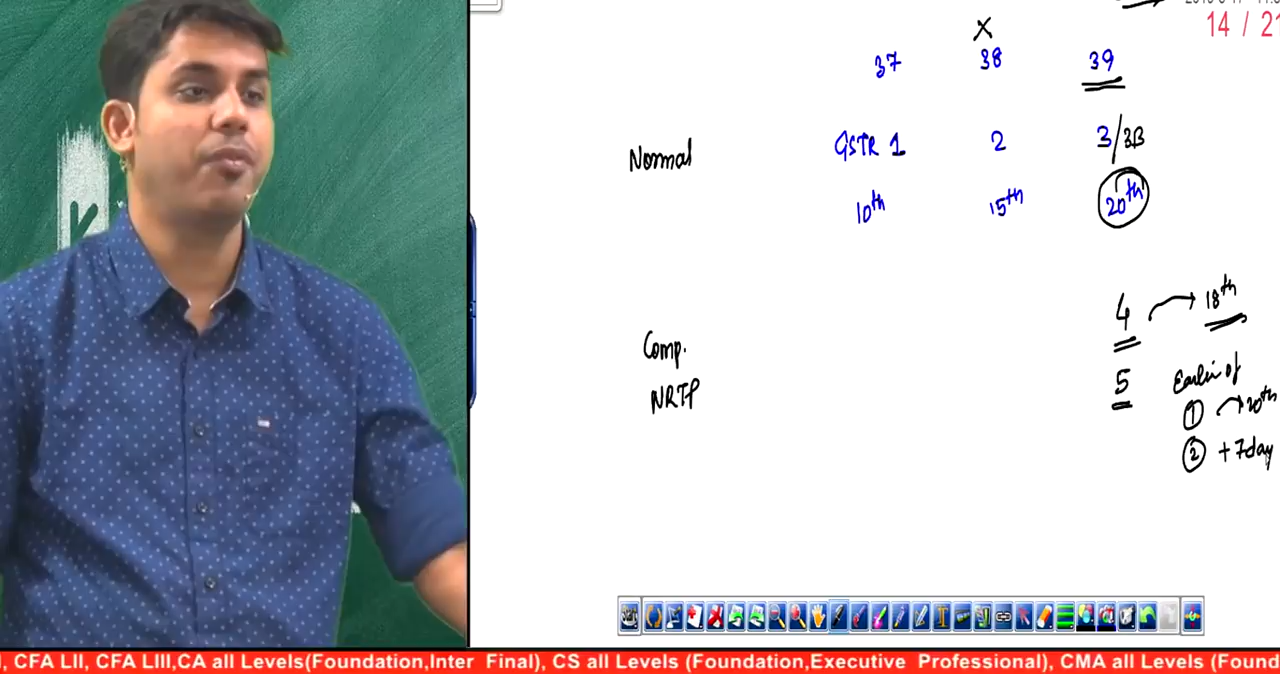 14 / 21
X
37 38 39
Normal GSTR 1 2 3/3B
10th 15th 20th
4 → 18th
Comp.
NRTP 5 Earlier of
① → 20th
② + 7day
K
, CFA LII, CFA LIII,CA all Levels(Foundation,Inter Final), CS all Levels (Foundation,Executive Professional), CMA all Levels (Found